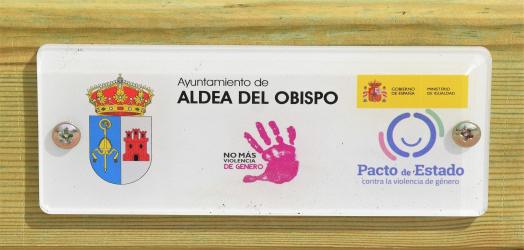 Ayuntamiento de
ALDEA DEL OBISPO
GOBIERNO
DE ESPAÑA
MINISTERIO
DE IGUALDAD
NO MÁS
VIOLENCIA
DE GÉNERO
Pacto de Estado
contra la violencia de género